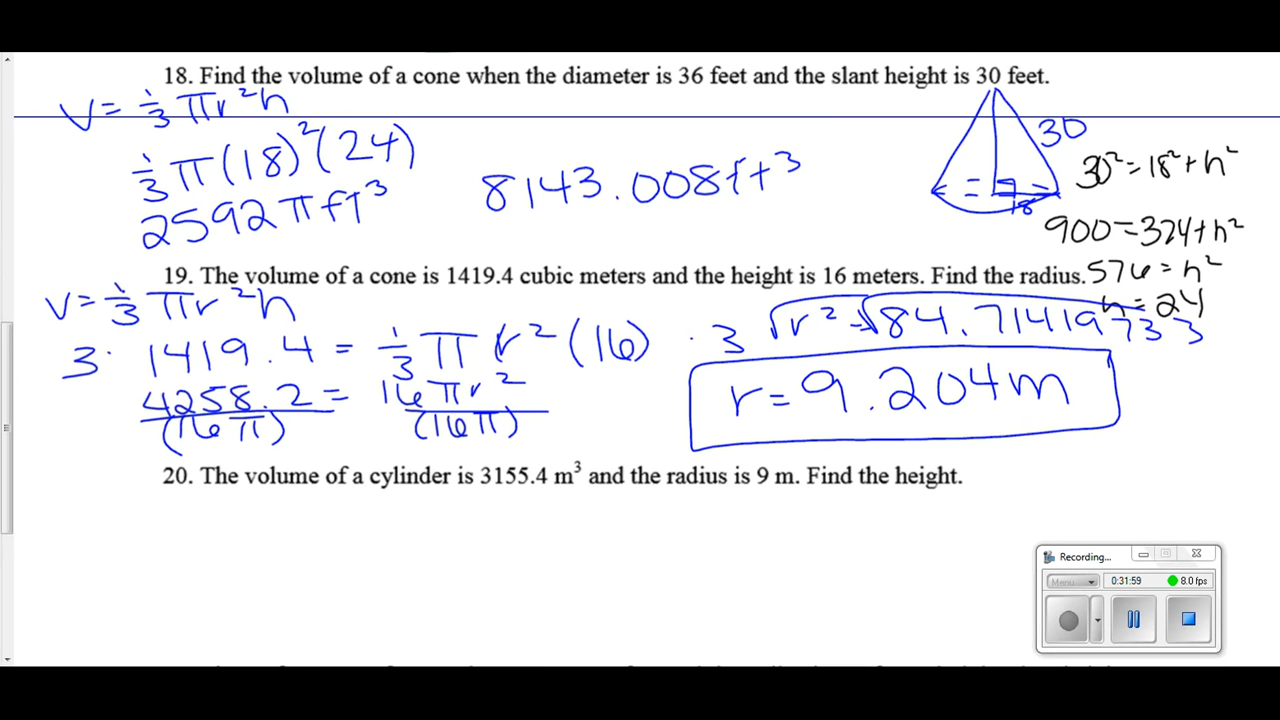 18. Find the volume of a cone when the diameter is 36 feet and the slant height is 30 feet.
V = 1/3 πr²h
1/3 π(18)²(24)
2592π ft³
8143.008 ft³
30
18
30² = 18² + h²
900 = 324 + h²
576 = h²
h = 24
19. The volume of a cone is 1419.4 cubic meters and the height is 16 meters. Find the radius.
V = 1/3 πr²h
3 · 1419.4 = 1/3 π r² (16) · 3
4258.2 = 16πr²
(16π) (16π)
√r² = √84.71419733
r = 9.204m
20. The volume of a cylinder is 3155.4 m³ and the radius is 9 m. Find the height.
Recording...
Menu 0:31:59 8.0 fps